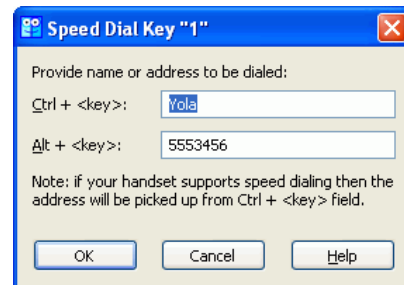 Speed Dial Key "1"
Provide name or address to be dialed:
Ctrl + <key>: Yola
Alt + <key>: 5553456
Note: if your handset supports speed dialing then the
address will be picked up from Ctrl + <key> field.
OK Cancel Help